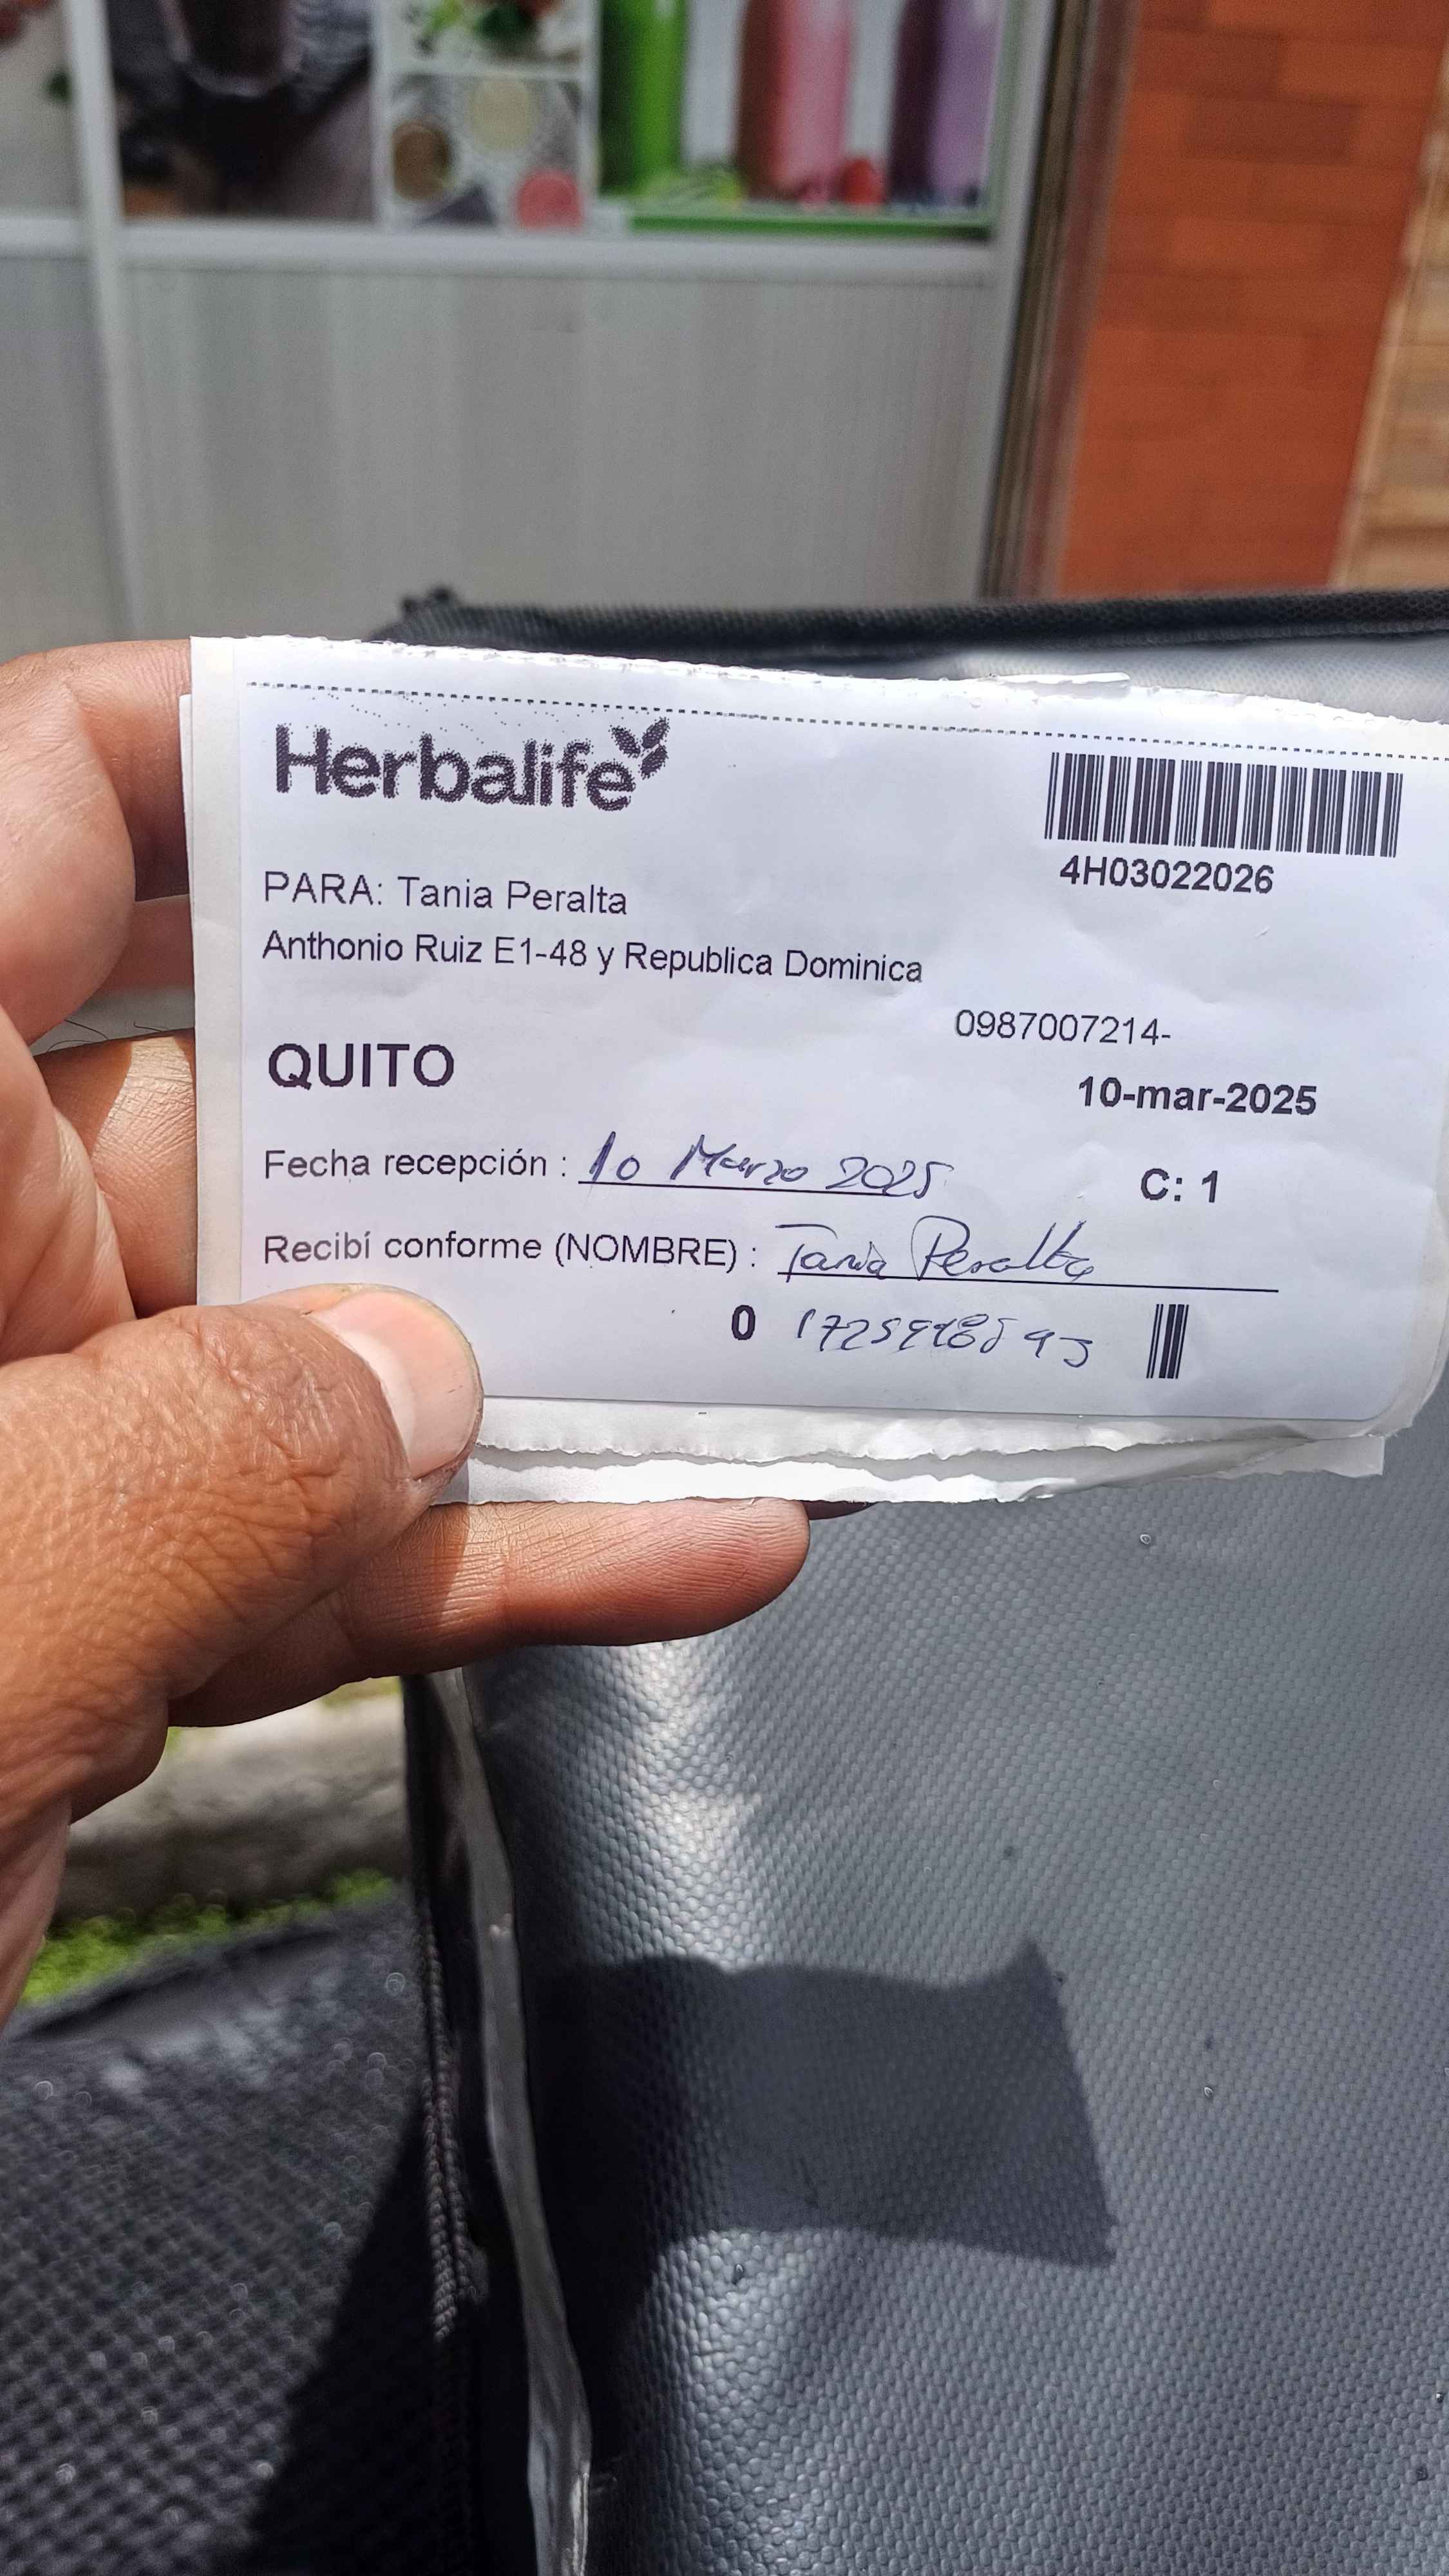 Herbalife
4H03022026
PARA: Tania Peralta
Anthonio Ruiz E1-48 y Republica Dominica
0987007214-
QUITO
10-mar-2025
Fecha recepción : 10 Marzo 2025
C: 1
Recibí conforme (NOMBRE) : Tania Peralta
0